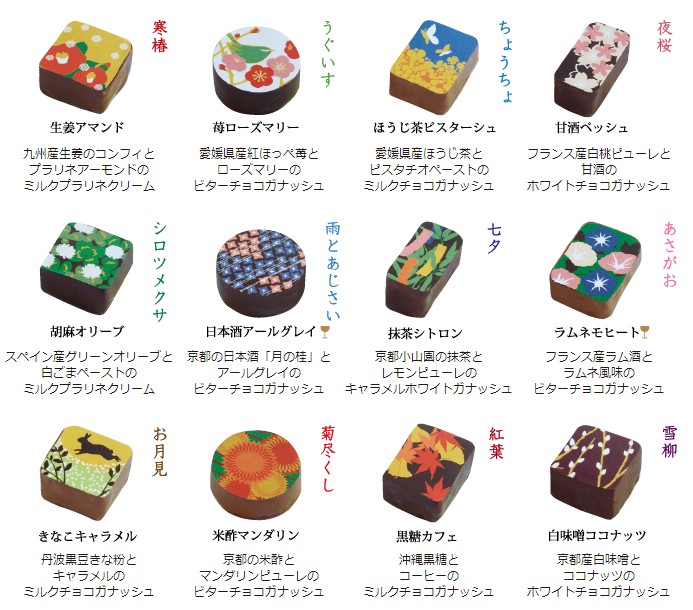 寒椿
生姜アマンド
九州産生姜のコンフィと
プラリネアーモンドの
ミルクプラリネクリーム
うぐいす
苺ローズマリー
愛媛県産紅ほっぺ苺と
ローズマリーの
ビターチョコガナッシュ
ちょうちょ
ほうじ茶ピスターシュ
愛媛県産ほうじ茶と
ピスタチオペーストの
ミルクチョコガナッシュ
夜桜
甘酒ペッシュ
フランス産白桃ピューレと
甘酒の
ホワイトチョコガナッシュ
シロツメクサ
胡麻オリーブ
スペイン産グリーンオリーブと
白ごまペーストの
ミルクプラリネクリーム
雨とあじさい
日本酒アールグレイ
京都の日本酒「月の桂」と
アールグレイの
ビターチョコガナッシュ
七夕
抹茶シトロン
京都小山園の抹茶と
レモンピューレの
キャラメルホワイトガナッシュ
あさがお
ラムネモヒート
フランス産ラム酒と
ラムネ風味の
ビターチョコガナッシュ
お月見
きなこキャラメル
丹波黒豆きな粉と
キャラメルの
ミルクチョコガナッシュ
菊尽くし
米酢マンダリン
京都の米酢と
マンダリンピューレの
ビターチョコガナッシュ
紅葉
黒糖カフェ
沖縄黒糖と
コーヒーの
ミルクチョコガナッシュ
雪柳
白味噌ココナッツ
京都産白味噌と
ココナッツの
ホワイトチョコガナッシュ